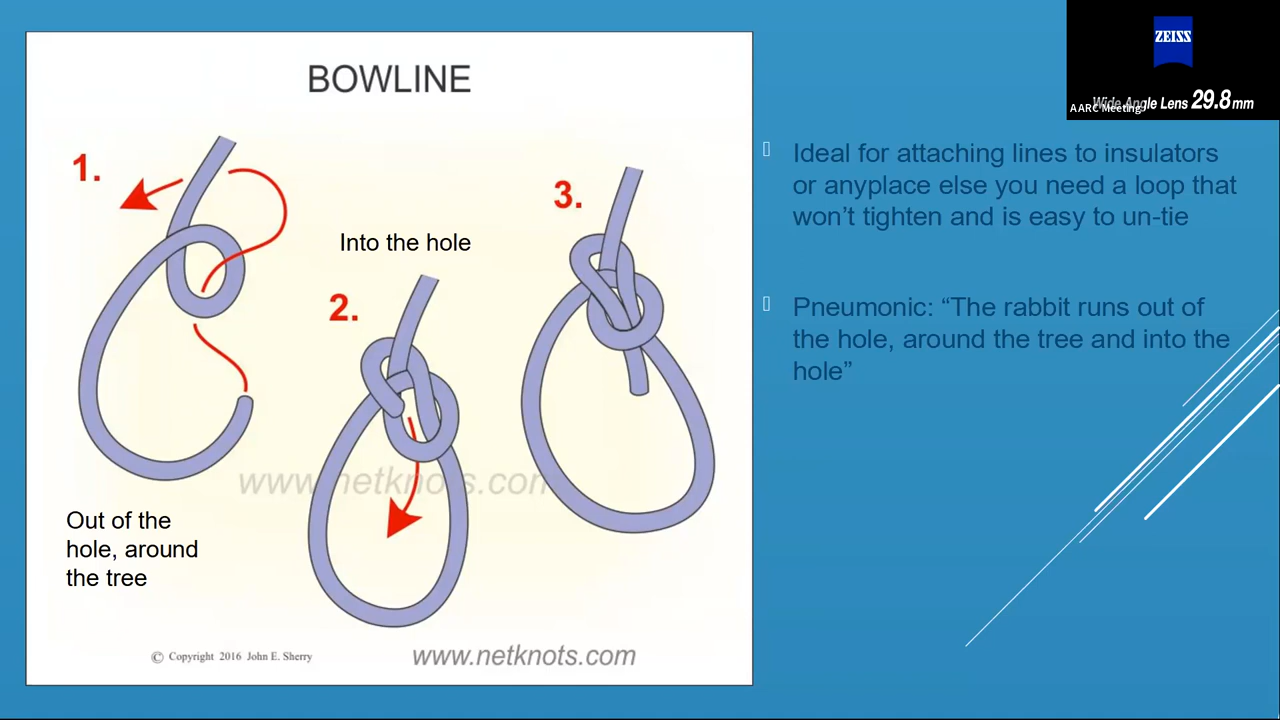 BOWLINE
1.
Into the hole
2.
3.
www.netknots.com
Out of the
hole, around
the tree
© Copyright 2016 John E. Sherry
www.netknots.com
ZEISS
Wide Angle Lens 29.8 mm
AARC Meeting
Ideal for attaching lines to insulators
or anyplace else you need a loop that
won’t tighten and is easy to un-tie
Pneumonic: “The rabbit runs out of
the hole, around the tree and into the
hole”